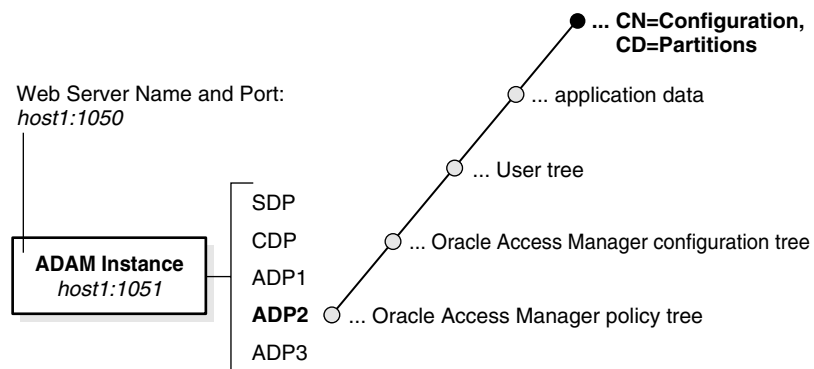 ... CN=Configuration,
CD=Partitions
Web Server Name and Port:
host1:1050
... application data
... User tree
SDP
CDP
... Oracle Access Manager configuration tree
ADAM Instance
host1:1051
ADP1
ADP2
... Oracle Access Manager policy tree
ADP3